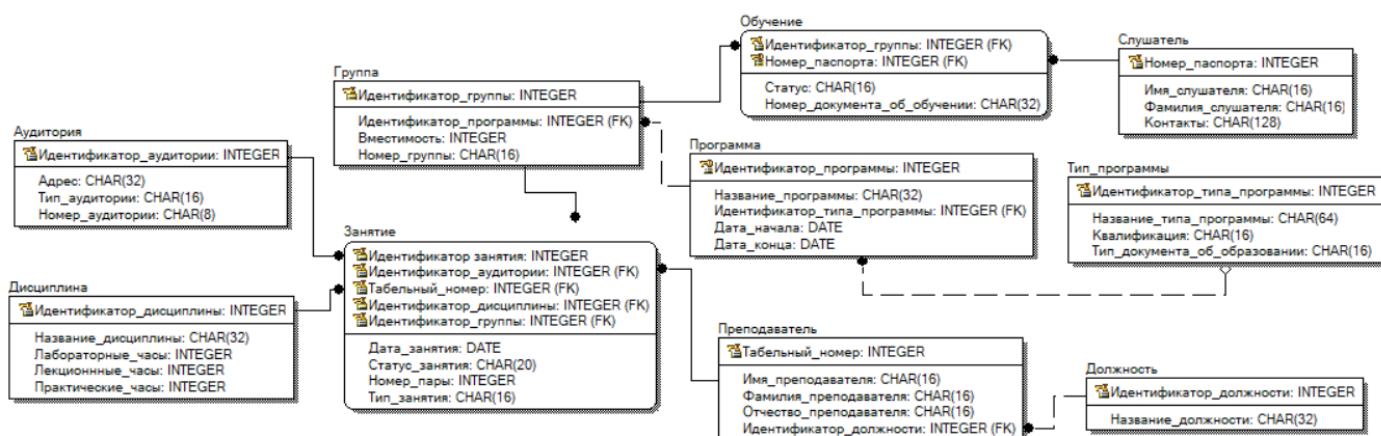 Обучение
Идентификатор_группы: INTEGER (FK)
Номер_паспорта: INTEGER (FK)
Статус: CHAR(16)
Номер_документа_об_обучении: CHAR(32)
Слушатель
Номер_паспорта: INTEGER
Имя_слушателя: CHAR(16)
Фамилия_слушателя: CHAR(16)
Контакты: CHAR(128)
Группа
Идентификатор_группы: INTEGER
Идентификатор_программы: INTEGER (FK)
Вместимость: INTEGER
Номер_группы: CHAR(16)
Аудитория
Идентификатор_аудитории: INTEGER
Адрес: CHAR(32)
Тип_аудитории: CHAR(16)
Номер_аудитории: CHAR(8)
Программа
Идентификатор_программы: INTEGER
Название_программы: CHAR(32)
Идентификатор_типа_программы: INTEGER (FK)
Дата_начала: DATE
Дата_конца: DATE
Тип_программы
Идентификатор_типа_программы: INTEGER
Название_типа_программы: CHAR(64)
Квалификация: CHAR(16)
Тип_документа_об_образовании: CHAR(16)
Занятие
Идентификатор занятия: INTEGER
Идентификатор_аудитории: INTEGER (FK)
Табельный_номер: INTEGER (FK)
Идентификатор_дисциплины: INTEGER (FK)
Идентификатор_группы: INTEGER (FK)
Дата_занятия: DATE
Статус_занятия: CHAR(20)
Номер_пары: INTEGER
Тип_занятия: CHAR(16)
Дисциплина
Идентификатор_дисциплины: INTEGER
Название_дисциплины: CHAR(32)
Лабораторные_часы: INTEGER
Лекционнные_часы: INTEGER
Практические_часы: INTEGER
Преподаватель
Табельный_номер: INTEGER
Имя_преподавателя: CHAR(16)
Фамилия_преподавателя: CHAR(16)
Отчество_преподавателя: CHAR(16)
Идентификатор_должности: INTEGER (FK)
Должность
Идентификатор_должности: INTEGER
Название_должности: CHAR(32)